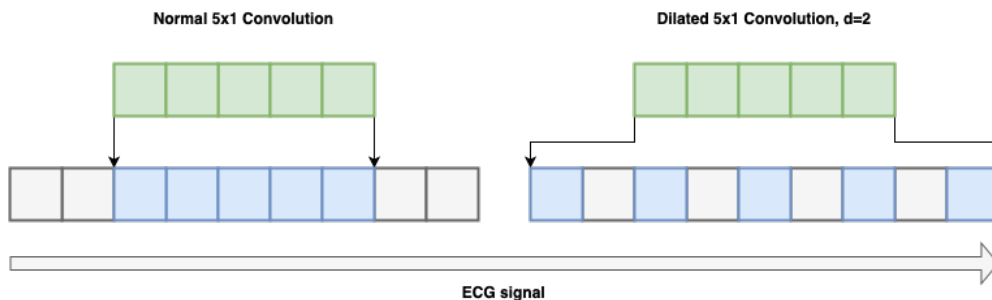 Normal 5x1 Convolution
Dilated 5x1 Convolution, d=2
ECG signal